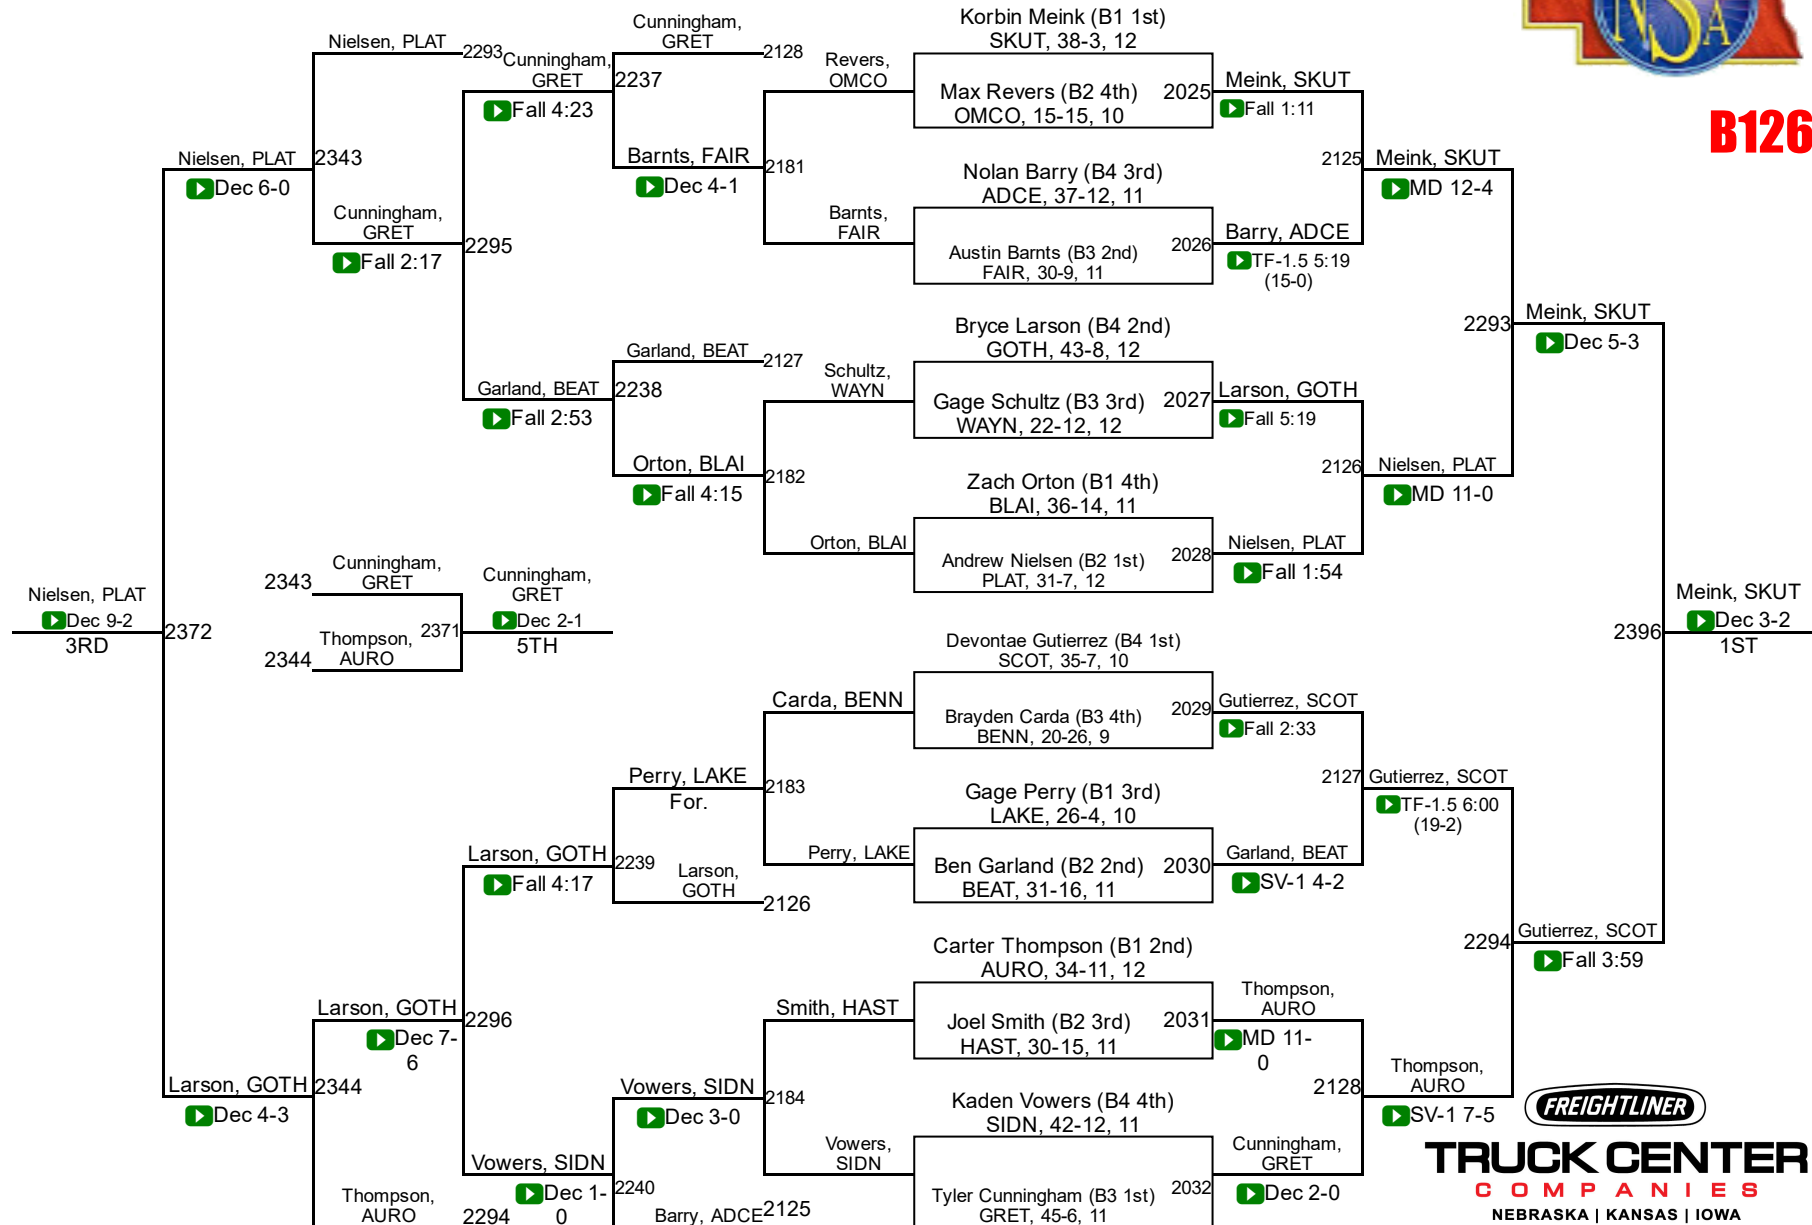 NSA
B126
Nielsen, PLAT
2293
Cunningham,
GRET
Fall 4:23
Cunningham,
GRET
2128
2237
Revers,
OMCO
Korbin Meink (B1 1st)
SKUT, 38-3, 12
Max Revers (B2 4th)
OMCO, 15-15, 10
2025
Meink, SKUT
Fall 1:11
Nielsen, PLAT
Dec 6-0
2343
Cunningham,
GRET
Fall 2:17
2295
Barnts, FAIR
Dec 4-1
2181
Barnts,
FAIR
Nolan Barry (B4 3rd)
ADCE, 37-12, 11
Austin Barnts (B3 2nd)
FAIR, 30-9, 11
2026
Barry, ADCE
TF-1.5 5:19
(15-0)
2125
Meink, SKUT
MD 12-4
Garland, BEAT
2127
Garland, BEAT
Fall 2:53
2238
Schultz,
WAYN
Bryce Larson (B4 2nd)
GOTH, 43-8, 12
Gage Schultz (B3 3rd)
WAYN, 22-12, 12
2027
Larson, GOTH
Fall 5:19
2293
Meink, SKUT
Dec 5-3
Orton, BLAI
Fall 4:15
2182
Orton, BLAI
Zach Orton (B1 4th)
BLAI, 36-14, 11
Andrew Nielsen (B2 1st)
PLAT, 31-7, 12
2028
Nielsen, PLAT
Fall 1:54
2126
Nielsen, PLAT
MD 11-0
Nielsen, PLAT
Dec 9-2
3RD
2372
2343
Cunningham,
GRET
2344
Thompson,
AURO
2371
Cunningham,
GRET
Dec 2-1
5TH
2396
Meink, SKUT
Dec 3-2
1ST
Carda, BENN
Devontae Gutierrez (B4 1st)
SCOT, 35-7, 10
Brayden Carda (B3 4th)
BENN, 20-26, 9
2029
Gutierrez, SCOT
Fall 2:33
Perry, LAKE
For.
2183
Perry, LAKE
Gage Perry (B1 3rd)
LAKE, 26-4, 10
Ben Garland (B2 2nd)
BEAT, 31-16, 11
2030
Garland, BEAT
SV-1 4-2
2127
Gutierrez, SCOT
TF-1.5 6:00
(19-2)
Larson, GOTH
Fall 4:17
2239
Larson,
GOTH
2126
2294
Gutierrez, SCOT
Fall 3:59
Larson, GOTH
Dec 7-
6
2296
Smith, HAST
Carter Thompson (B1 2nd)
AURO, 34-11, 12
Joel Smith (B2 3rd)
HAST, 30-15, 11
2031
Thompson,
AURO
MD 11-
0
Larson, GOTH
Dec 4-3
2344
Vowers, SIDN
Dec 3-0
2184
Vowers,
SIDN
Kaden Vowers (B4 4th)
SIDN, 42-12, 11
Tyler Cunningham (B3 1st)
GRET, 45-6, 11
2032
Cunningham,
GRET
Dec 2-0
2128
Thompson,
AURO
SV-1 7-5
Thompson,
AURO
2294
Vowers, SIDN
Dec 1-
0
2240
Barry, ADCE
2125
FREIGHTLINER
TRUCK CENTER
COMPANIES
NEBRASKA | KANSAS | IOWA